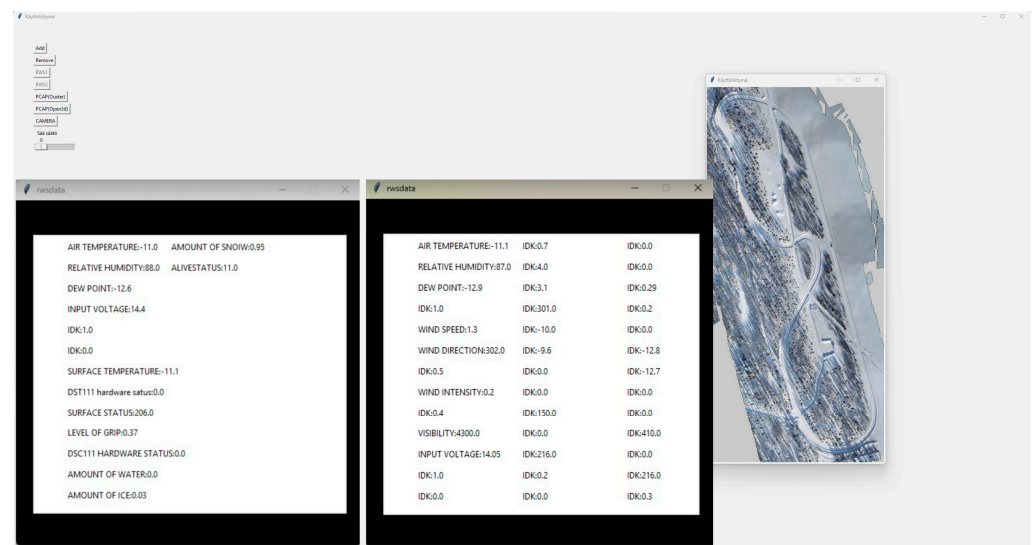 Käyttöliittymä
Add
Remove
RWS1
RWS2
PCAP(Ouster)
PCAP(Open3d)
CAMERA
Sää säätö
0
Käyttöliittymä
rwsdata
AIR TEMPERATURE:-11.0 AMOUNT OF SNOIW:0.95
RELATIVE HUMIDITY:88.0 ALIVESTATUS:11.0
DEW POINT:-12.6
INPUT VOLTAGE:14.4
IDK:1.0
IDK:0.0
SURFACE TEMPERATURE:-11.1
DST111 hardware satus:0.0
SURFACE STATUS:206.0
LEVEL OF GRIP:0.37
DSC111 HARDWARE STATUS:0.0
AMOUNT OF WATER:0.0
AMOUNT OF ICE:0.03
rwsdata
AIR TEMPERATURE:-11.1 IDK:0.7 IDK:0.0
RELATIVE HUMIDITY:87.0 IDK:4.0 IDK:0.0
DEW POINT:-12.9 IDK:3.1 IDK:0.29
IDK:1.0 IDK:301.0 IDK:0.2
WIND SPEED:1.3 IDK:-10.0 IDK:0.0
WIND DIRECTION:302.0 IDK:-9.6 IDK:-12.8
IDK:0.5 IDK:0.0 IDK:-12.7
WIND INTENSITY:0.2 IDK:0.0 IDK:0.0
IDK:0.4 IDK:150.0 IDK:0.0
VISIBILITY:4300.0 IDK:0.0 IDK:410.0
INPUT VOLTAGE:14.05 IDK:216.0 IDK:0.0
IDK:1.0 IDK:0.2 IDK:216.0
IDK:0.0 IDK:0.0 IDK:0.3